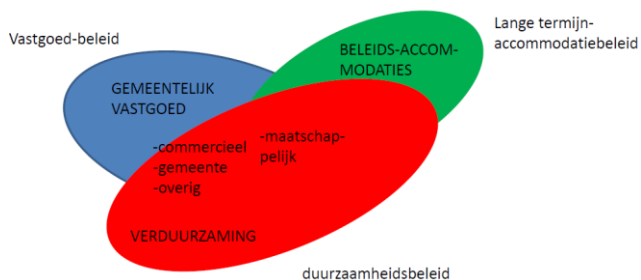 Vastgoed-beleid
Lange termijn-
accommodatiebeleid
BELEIDS-ACCOM-
MODATIES
GEMEENTELIJK
VASTGOED
-commercieel
-gemeente
-overig
-maatschap-
pelijk
VERDUURZAMING
duurzaamheidsbeleid